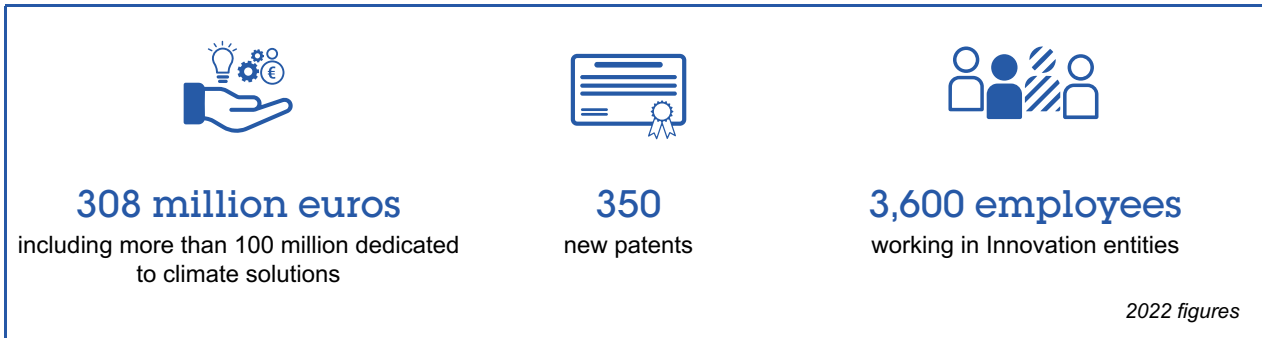 308 million euros
including more than 100 million dedicated
to climate solutions
350
new patents
3,600 employees
working in Innovation entities
2022 figures